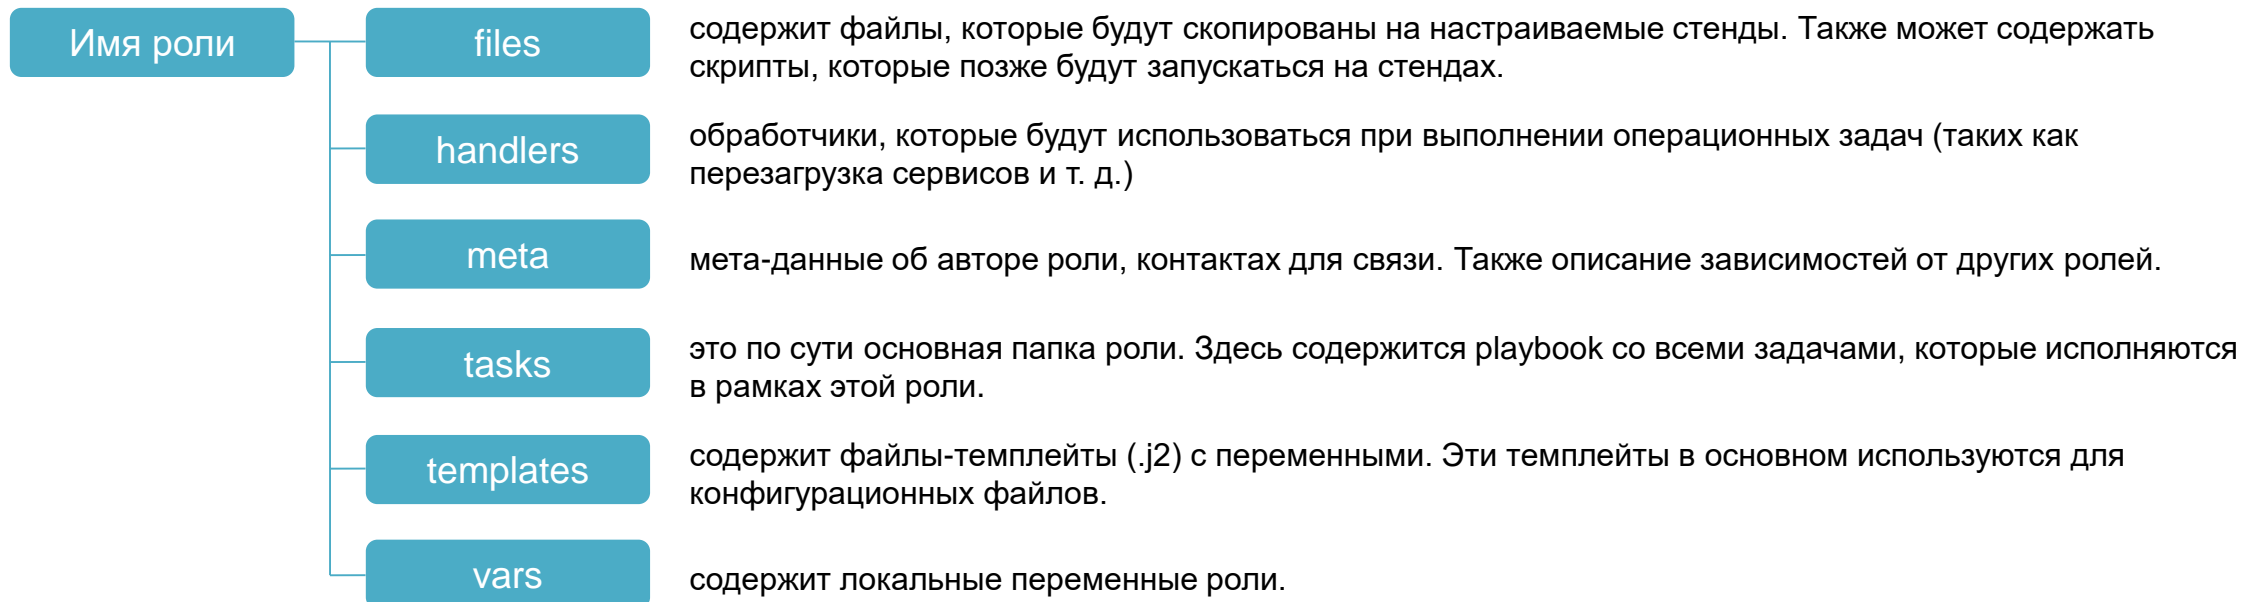 Имя роли
files
содержит файлы, которые будут скопированы на настраиваемые стенды. Также может содержать
скрипты, которые позже будут запускаться на стендах.
handlers
обработчики, которые будут использоваться при выполнении операционных задач (таких как
перезагрузка сервисов и т. д.)
meta
мета-данные об авторе роли, контактах для связи. Также описание зависимостей от других ролей.
tasks
это по сути основная папка роли. Здесь содержится playbook со всеми задачами, которые исполняются
в рамках этой роли.
templates
содержит файлы-темплейты (.j2) с переменными. Эти темплейты в основном используются для
конфигурационных файлов.
vars
содержит локальные переменные роли.